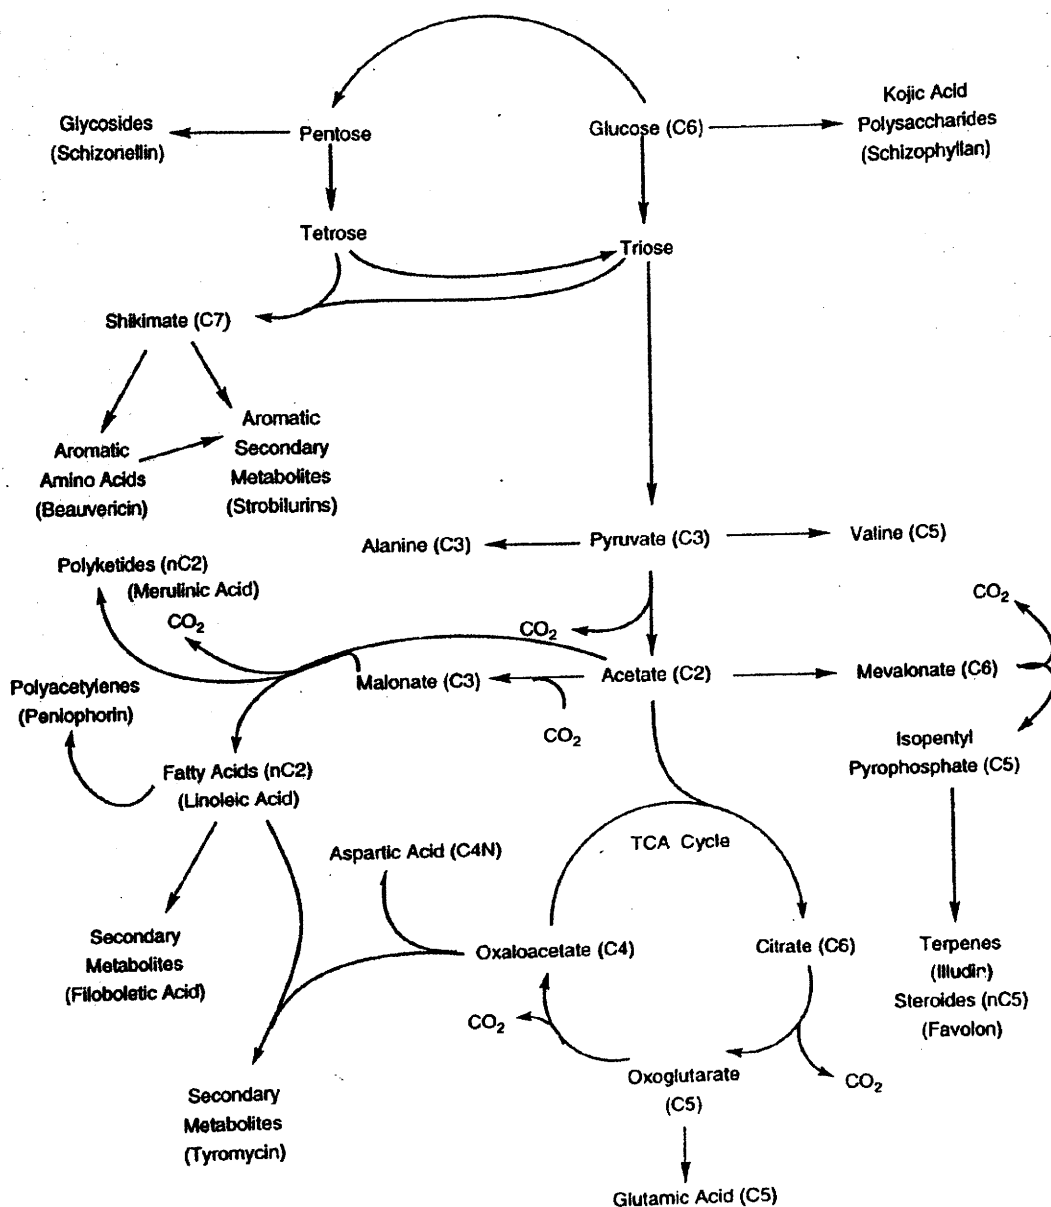 Kojic Acid
Polysaccharides
(Schizophyllan)
Glycosides
(Schizonellin)
Pentose
Glucose (C6)
Tetrose
Triose
Shikimate (C7)
Aromatic
Secondary
Metabolites
(Strobilurins)
Aromatic
Amino Acids
(Beauvericin)
Alanine (C3)
Pyruvate (C3)
Valine (C5)
Polyketides (nC2)
(Merulinic Acid)
CO2
CO2
CO2
Polyacetylenes
(Peniophorin)
Malonate (C3)
Acetate (C2)
Mevalonate (C6)
CO2
Isopentyl
Pyrophosphate (C5)
Fatty Acids (nC2)
(Linoleic Acid)
TCA Cycle
Aspartic Acid (C4N)
Secondary
Metabolites
(Filoboletic Acid)
Oxaloacetate (C4)
Citrate (C6)
Terpenes
(Illudin)
Steroides (nC5)
(Favolon)
CO2
Oxoglutarate
(C5)
CO2
Secondary
Metabolites
(Tyromycin)
Glutamic Acid (C5)